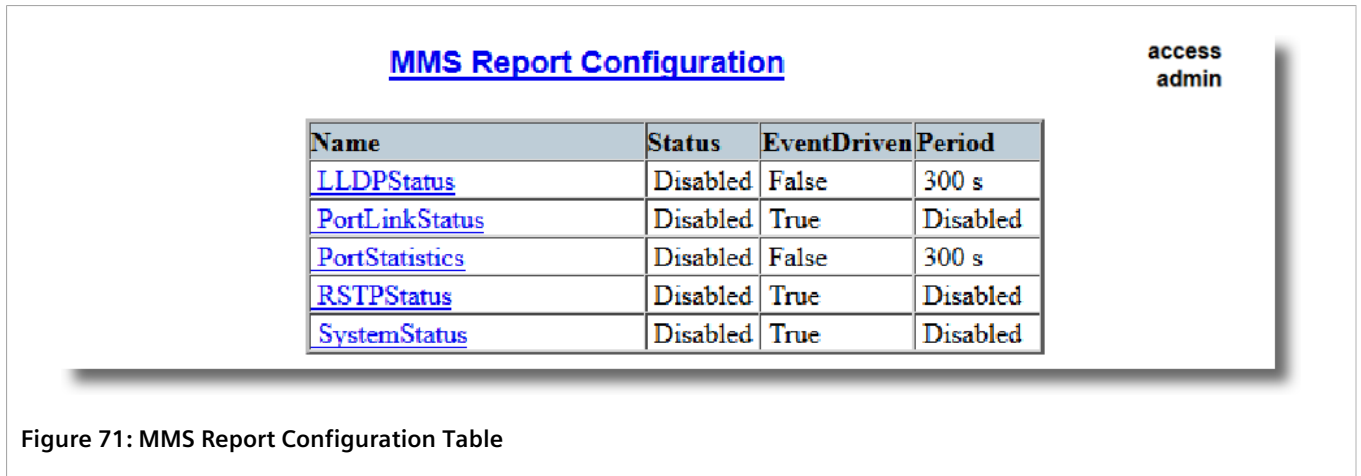 MMS Report Configuration
access
admin
Name Status EventDriven Period
LLDPStatus Disabled False 300 s
PortLinkStatus Disabled True Disabled
PortStatistics Disabled False 300 s
RSTPStatus Disabled True Disabled
SystemStatus Disabled True Disabled
Figure 71: MMS Report Configuration Table